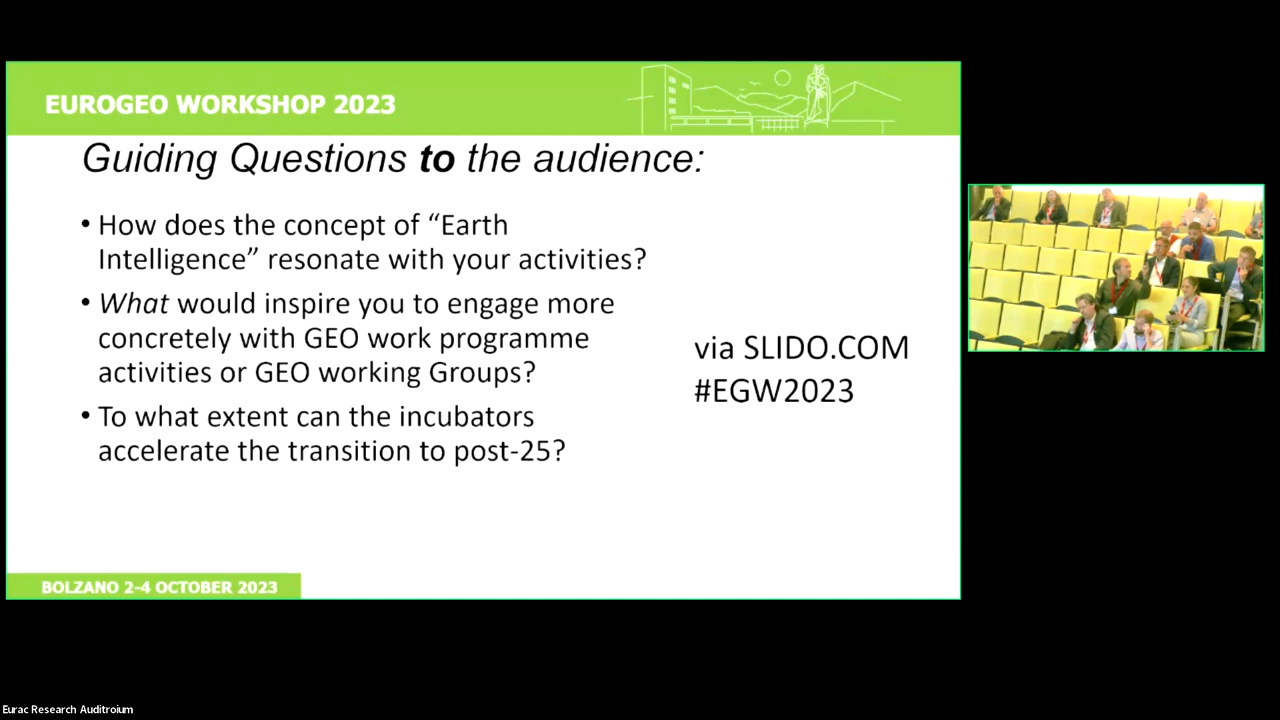 EUROGEO WORKSHOP 2023
Guiding Questions to the audience:
• How does the concept of “Earth
Intelligence” resonate with your activities?
• What would inspire you to engage more
concretely with GEO work programme
activities or GEO working Groups?
• To what extent can the incubators
accelerate the transition to post-25?
via SLIDO.COM
#EGW2023
BOLZANO 2-4 OCTOBER 2023
Eurac Research Auditroium